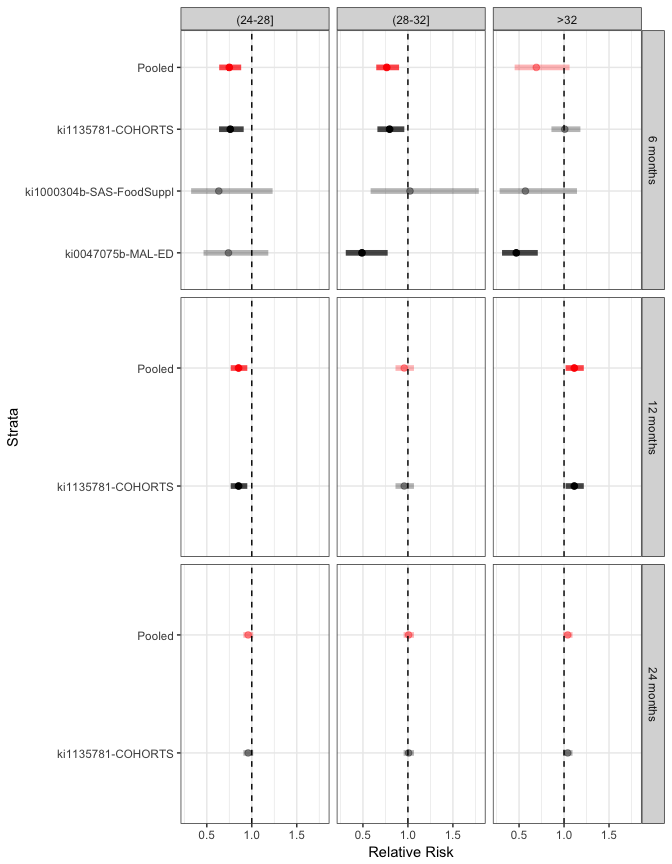 (24-28] (28-32] >32
Pooled
ki1135781-COHORTS
ki1000304b-SAS-FoodSuppl
ki0047075b-MAL-ED
6 months
Pooled
ki1135781-COHORTS
12 months
Pooled
ki1135781-COHORTS
24 months
Strata
0.5 1.0 1.5 0.5 1.0 1.5 0.5 1.0 1.5
Relative Risk